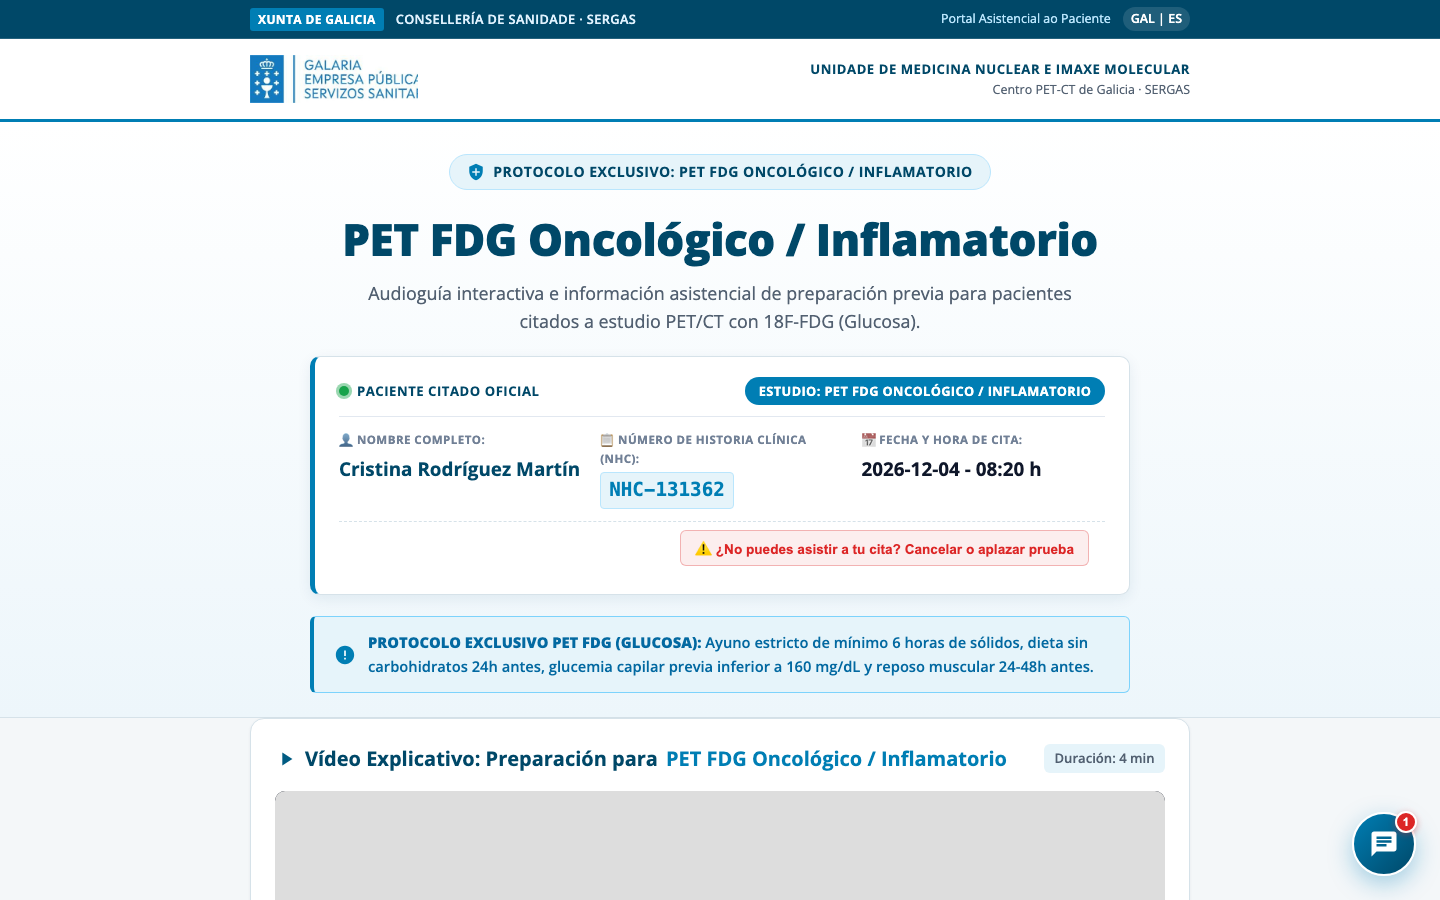 XUNTA DE GALICIA CONSELLERÍA DE SANIDADE · SERGAS
Portal Asistencial ao Paciente GAL | ES
GALARIA
EMPRESA PÚBLICA
SERVIZOS SANITAI
UNIDADE DE MEDICINA NUCLEAR E IMAXE MOLECULAR
Centro PET-CT de Galicia · SERGAS
PROTOCOLO EXCLUSIVO: PET FDG ONCOLÓGICO / INFLAMATORIO
PET FDG Oncológico / Inflamatorio
Audioguía interactiva e información asistencial de preparación previa para pacientes
citados a estudio PET/CT con 18F-FDG (Glucosa).
PACIENTE CITADO OFICIAL
ESTUDIO: PET FDG ONCOLÓGICO / INFLAMATORIO
NOMBRE COMPLETO:
Cristina Rodríguez Martín
NÚMERO DE HISTORIA CLÍNICA
(NHC):
NHC-131362
FECHA Y HORA DE CITA:
2026-12-04 - 08:20 h
¿No puedes asistir a tu cita? Cancelar o aplazar prueba
PROTOCOLO EXCLUSIVO PET FDG (GLUCOSA): Ayuno estricto de mínimo 6 horas de sólidos, dieta sin
carbohidratos 24h antes, glucemia capilar previa inferior a 160 mg/dL y reposo muscular 24-48h antes.
Vídeo Explicativo: Preparación para PET FDG Oncológico / Inflamatorio
Duración: 4 min
1